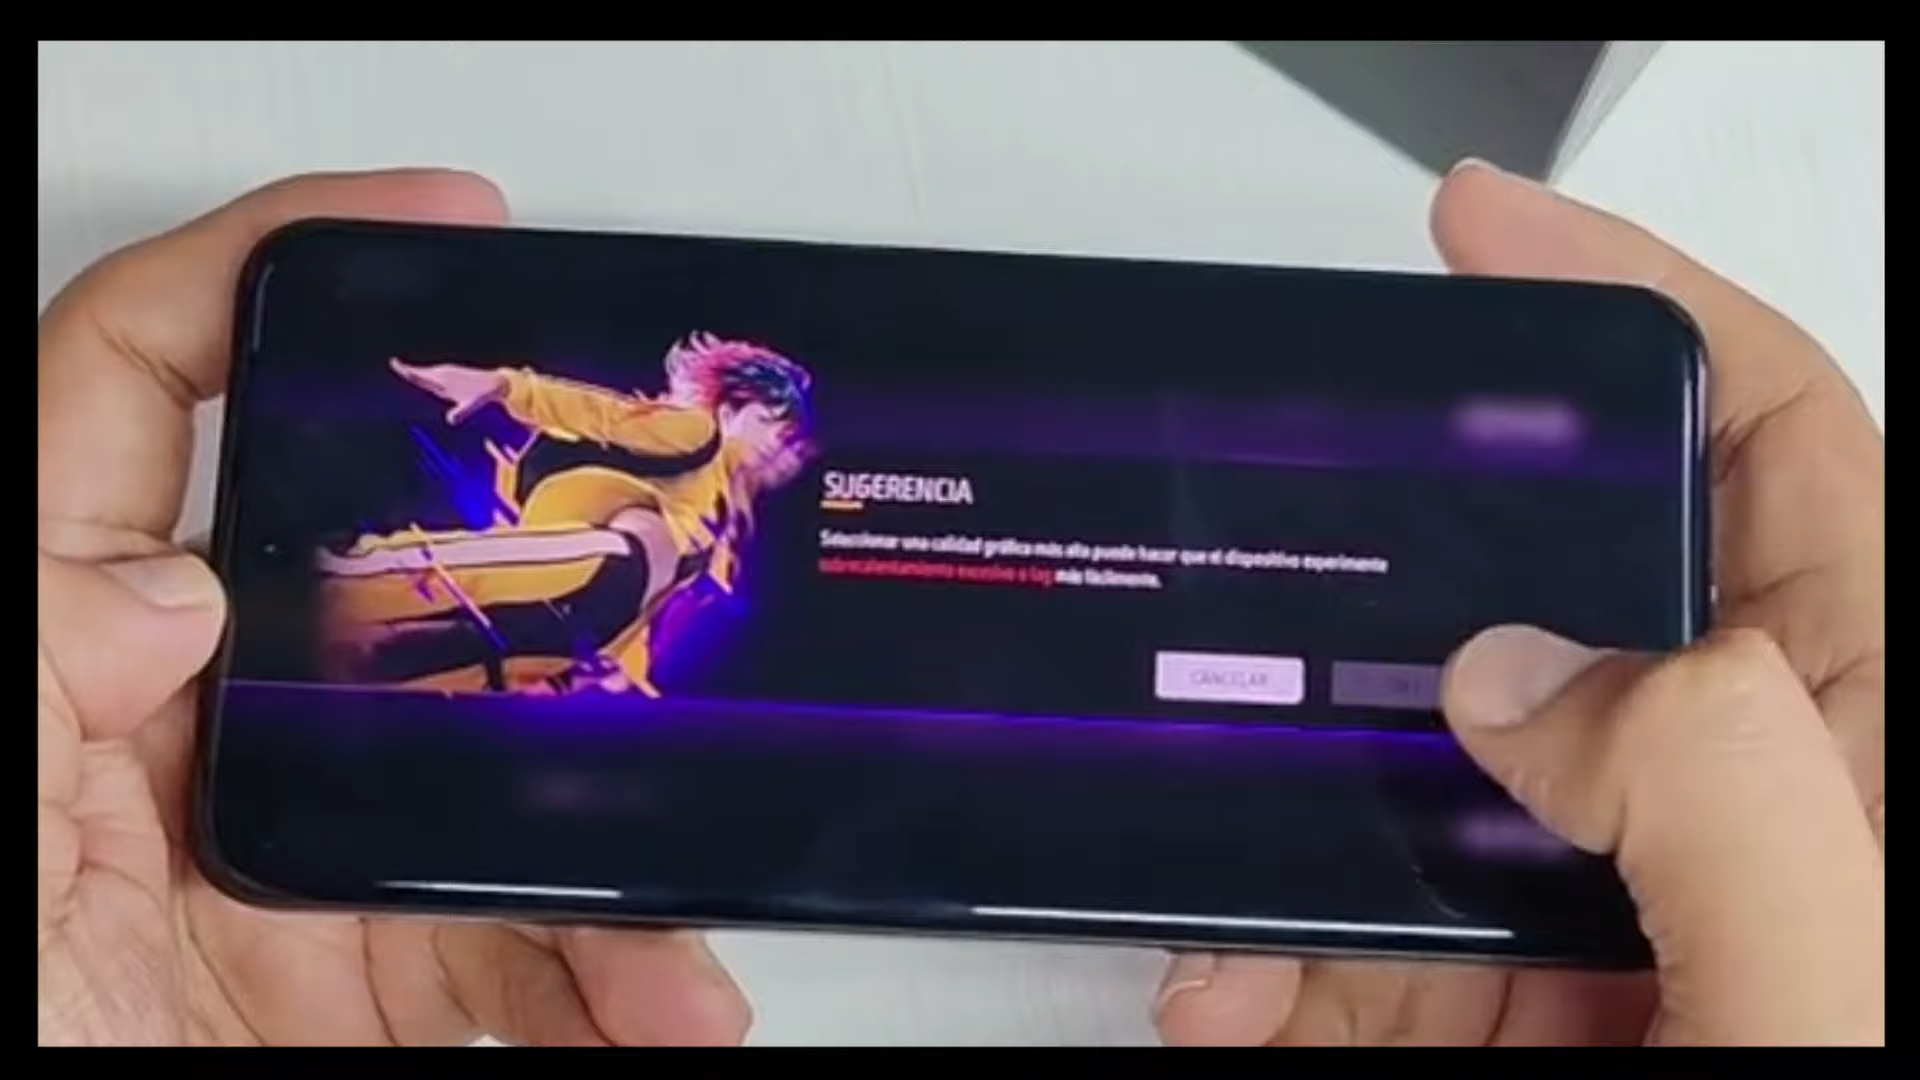 SUGERENCIA
Seleccionar una calidad gráfica más alta puede hacer que el dispositivo experimente
sobrecalentamiento excesivo o lag más fácilmente.
CANCELAR